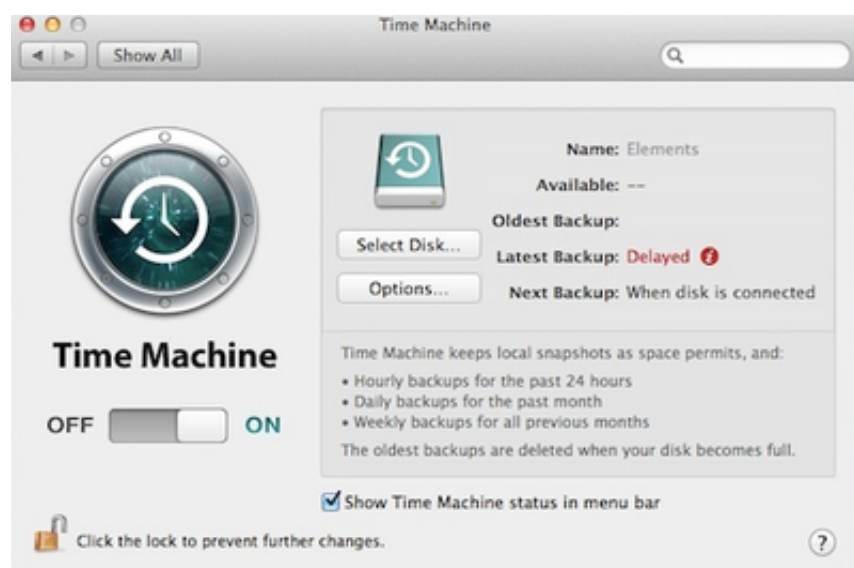 Time Machine
Show All
Name: Elements
Available: --
Oldest Backup:
Select Disk...
Latest Backup: Delayed
Options...
Next Backup: When disk is connected
Time Machine
OFF ON
Time Machine keeps local snapshots as space permits, and:
• Hourly backups for the past 24 hours
• Daily backups for the past month
• Weekly backups for all previous months
The oldest backups are deleted when your disk becomes full.
Show Time Machine status in menu bar
Click the lock to prevent further changes.
?